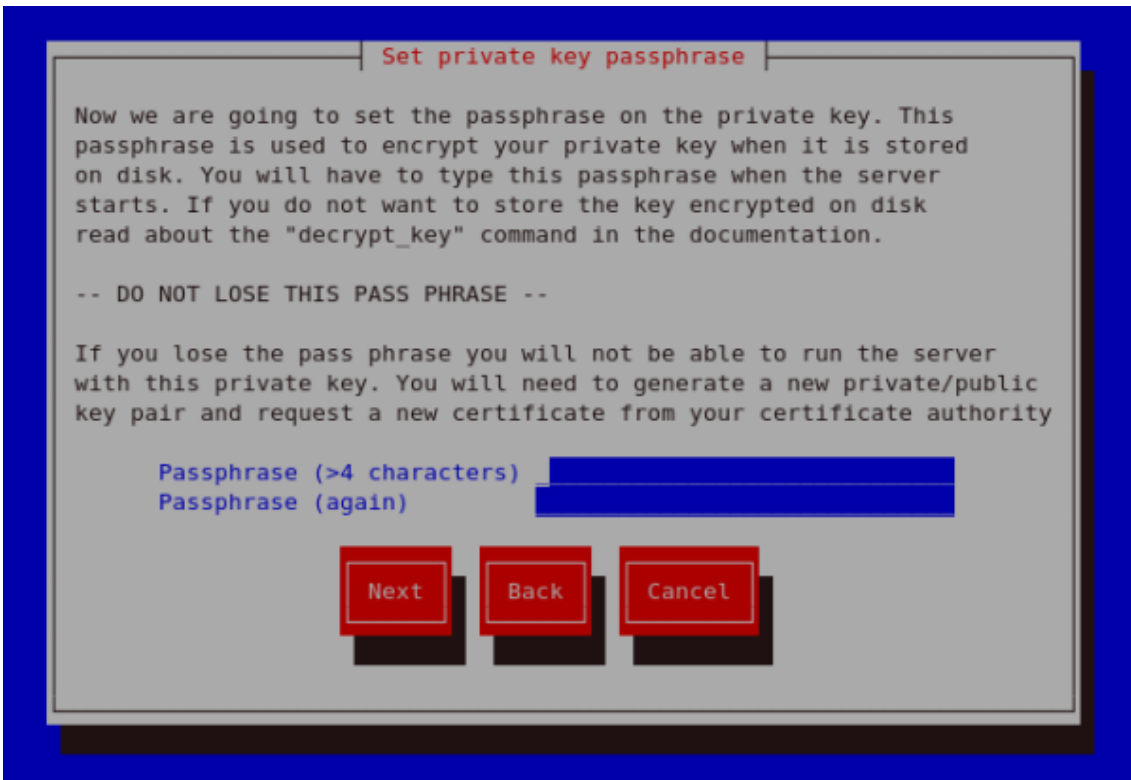 Set private key passphrase
Now we are going to set the passphrase on the private key. This
passphrase is used to encrypt your private key when it is stored
on disk. You will have to type this passphrase when the server
starts. If you do not want to store the key encrypted on disk
read about the "decrypt_key" command in the documentation.
-- DO NOT LOSE THIS PASS PHRASE --
If you lose the pass phrase you will not be able to run the server
with this private key. You will need to generate a new private/public
key pair and request a new certificate from your certificate authority
Passphrase (>4 characters)
Passphrase (again)
Next Back Cancel